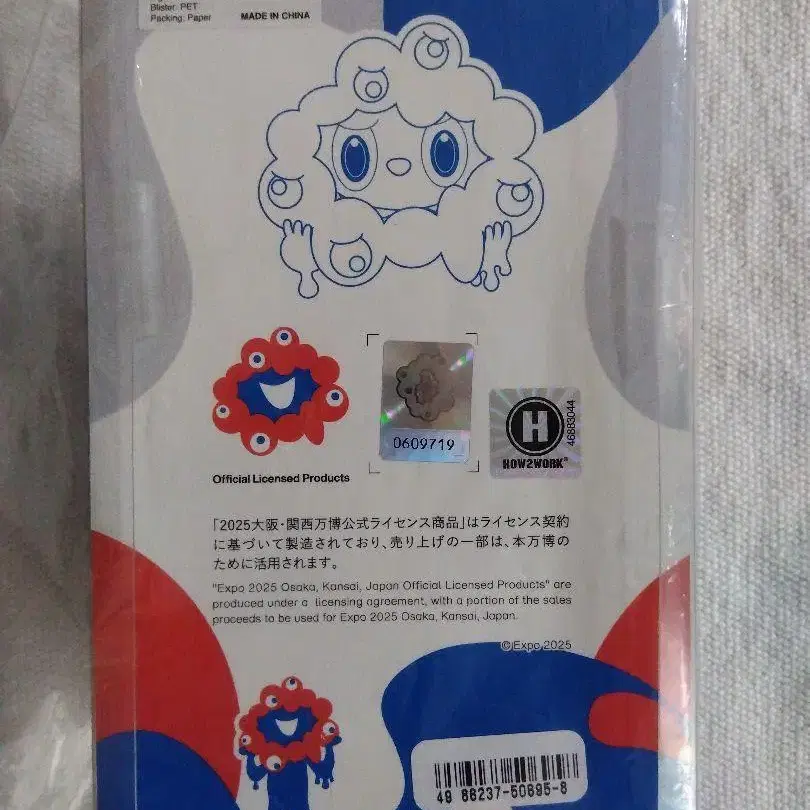 Blister: PET
Packing: Paper
MADE IN CHINA
0609719
H
HOW2WORK®
46883044
Official Licensed Products
「2025大阪・関西万博公式ライセンス商品」はライセンス契約
に基づいて製造されており、売り上げの一部は、本万博の
ために活用されます。
"Expo 2025 Osaka, Kansai, Japan Official Licensed Products" are
produced under a licensing agreement, with a portion of the sales
proceeds to be used for Expo 2025 Osaka, Kansai, Japan.
©Expo 2025
49 66237-50895-8